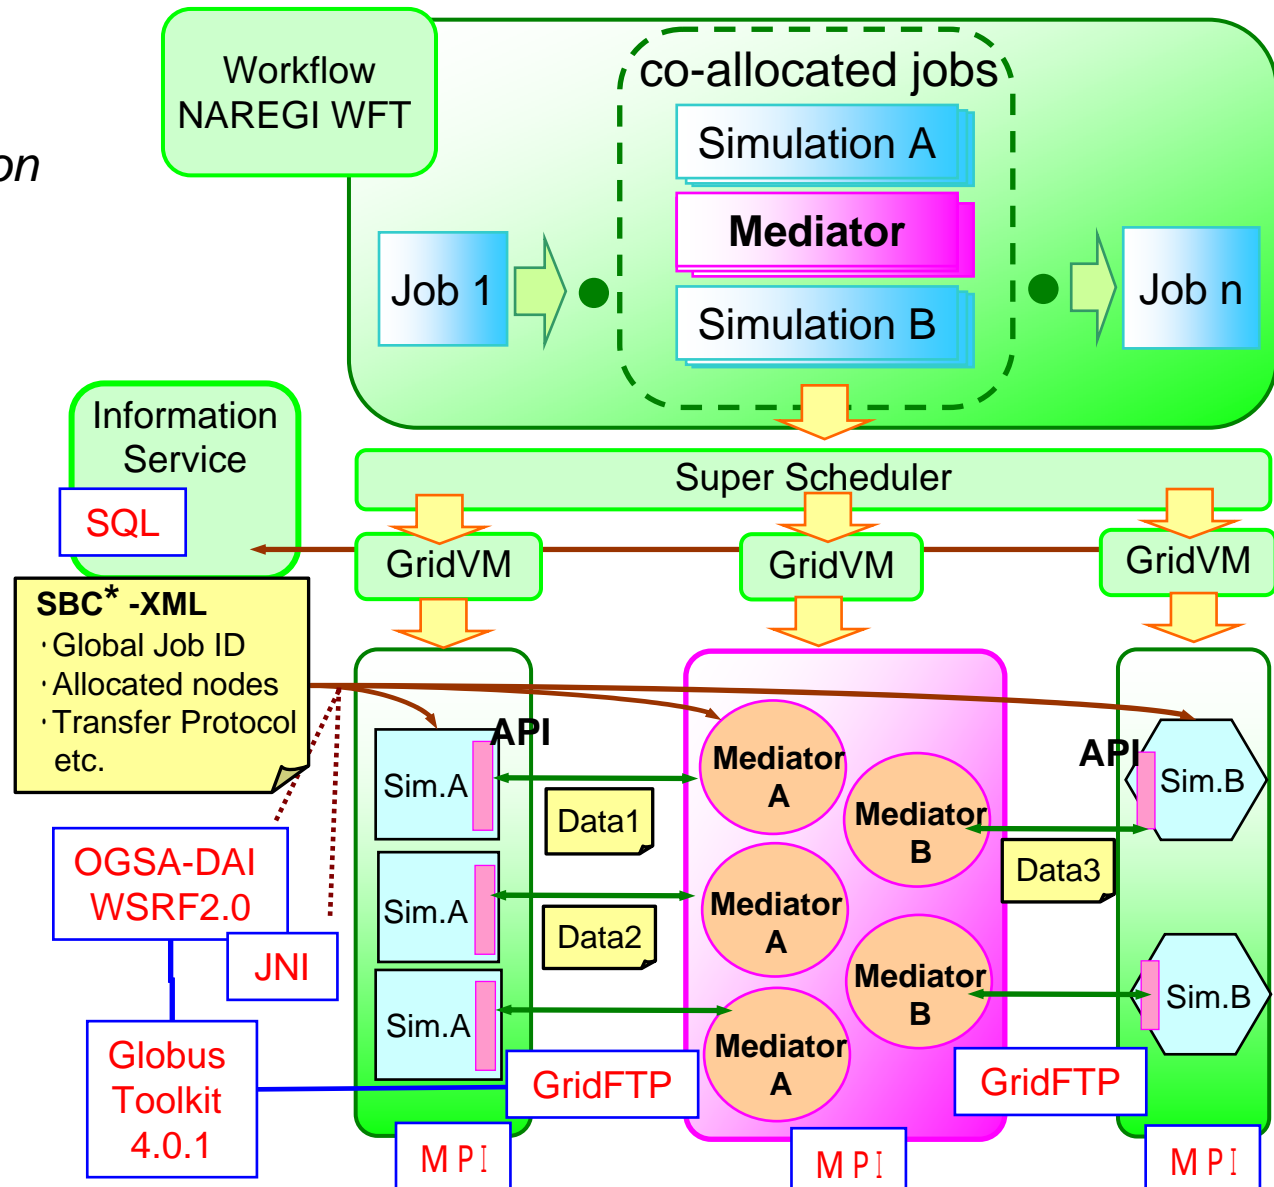 Workflow
NAREGI WFT
on
co-allocated jobs
Simulation A
Mediator
Simulation B
Job 1
Job n
Information
Service
SQL
Super Scheduler
GridVM
GridVM
GridVM
SBC* -XML
・Global Job ID
・Allocated nodes
・Transfer Protocol
etc.
API
API
Sim.A
Sim.A
Sim.A
Data1
Data2
Mediator
A
Mediator
A
Mediator
A
Mediator
B
Mediator
B
Data3
Sim.B
Sim.B
OGSA-DAI
WSRF2.0
JNI
Globus
Toolkit
4.0.1
GridFTP
GridFTP
MPI
MPI
MPI